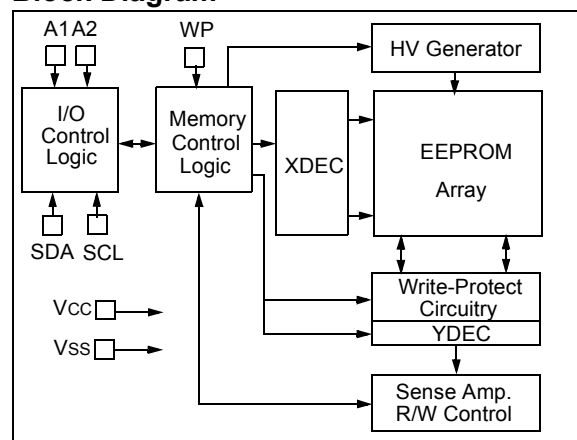 Block Diagram
A1 A2
WP
HV Generator
I/O
Control
Logic
Memory
Control
Logic
XDEC
EEPROM
Array
SDA SCL
Write-Protect
Circuitry
YDEC
VCC
VSS
Sense Amp.
R/W Control